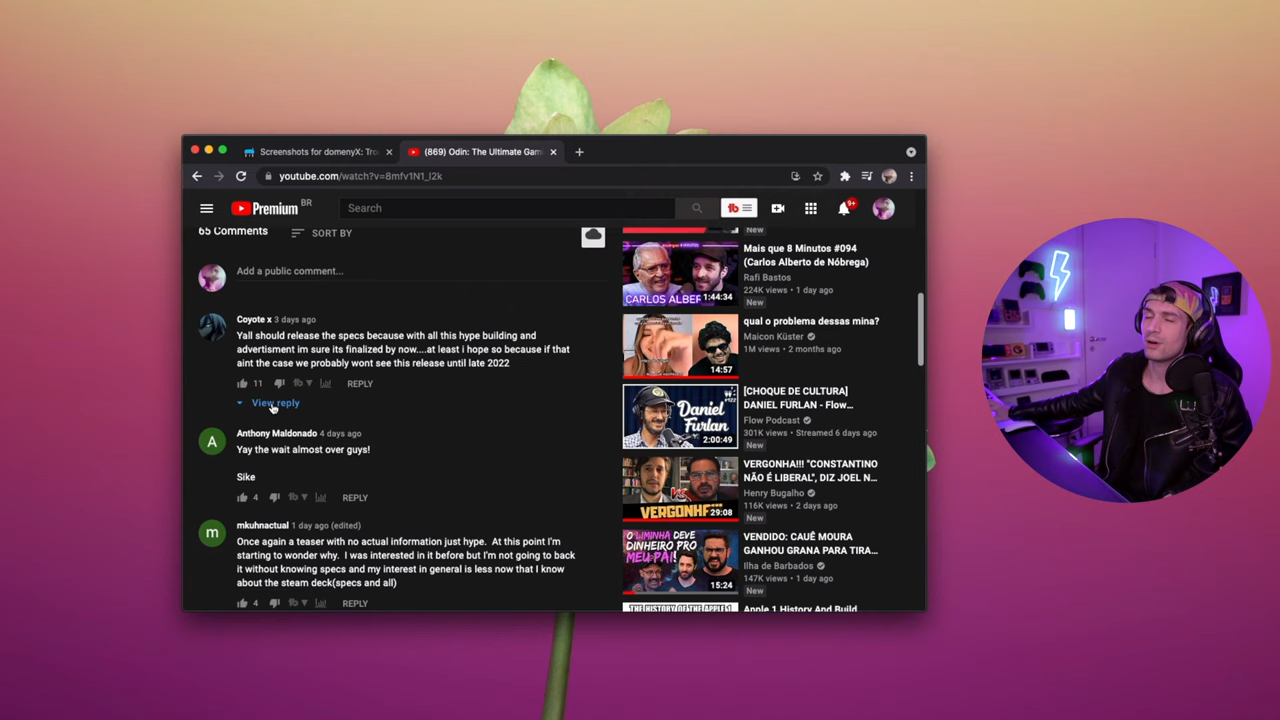 Screenshots for domenyX: Tro
(869) Odin: The Ultimate Gam
youtube.com/watch?v=8mfv1N1_l2k
Premium BR
Search
9+
65 Comments
SORT BY
Add a public comment...
Coyote x 3 days ago
Yall should release the specs because with all this hype building and
advertisment im sure its finalized by now....at least i hope so because if that
aint the case we probably wont see this release until late 2022
11
REPLY
View reply
A
Anthony Maldonado 4 days ago
Yay the wait almost over guys!
Sike
4
REPLY
m
mkuhnactual 1 day ago (edited)
Once again a teaser with no actual information just hype. At this point I'm
starting to wonder why. I was interested in it before but I'm not going to back
it without knowing specs and my interest in general is less now that I know
about the steam deck(specs and all)
4
REPLY
New
CARLOS ALBER
1:44:34
Mais que 8 Minutos #094
(Carlos Alberto de Nóbrega)
Rafi Bastos
224K views • 1 day ago
New
14:57
qual o problema dessas mina?
Maicon Küster
1M views • 2 months ago
#422
Daniel
Furlan
2:00:49
[CHOQUE DE CULTURA]
DANIEL FURLAN - Flow...
Flow Podcast
301K views • Streamed 6 days ago
New
VERGONHA!!!
29:08
VERGONHA!!! "CONSTANTINO
NÃO É LIBERAL", DIZ JOEL N...
Henry Bugalho
116K views • 2 days ago
New
O LIMINHA DEVE
DINHEIRO PRO
MEU PAI!
15:24
VENDIDO: CAUÊ MOURA
GANHOU GRANA PARA TIRA...
Ilha de Barbados
147K views • 1 day ago
New
THE HISTORY OF THE APPLE 1
Apple 1 History And Build